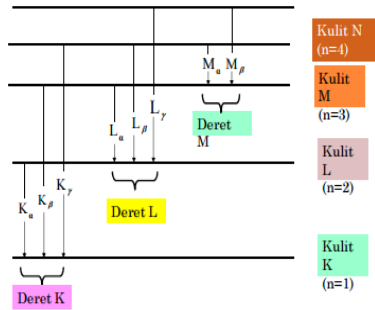 Kulit N
(n=4)
M𝛼 M𝛽
Kulit
M
(n=3)
L𝛼 L𝛽 L𝛾
Deret
M
Kulit
L
(n=2)
K𝛼 K𝛽 K𝛾
Deret L
Kulit
K
(n=1)
Deret K